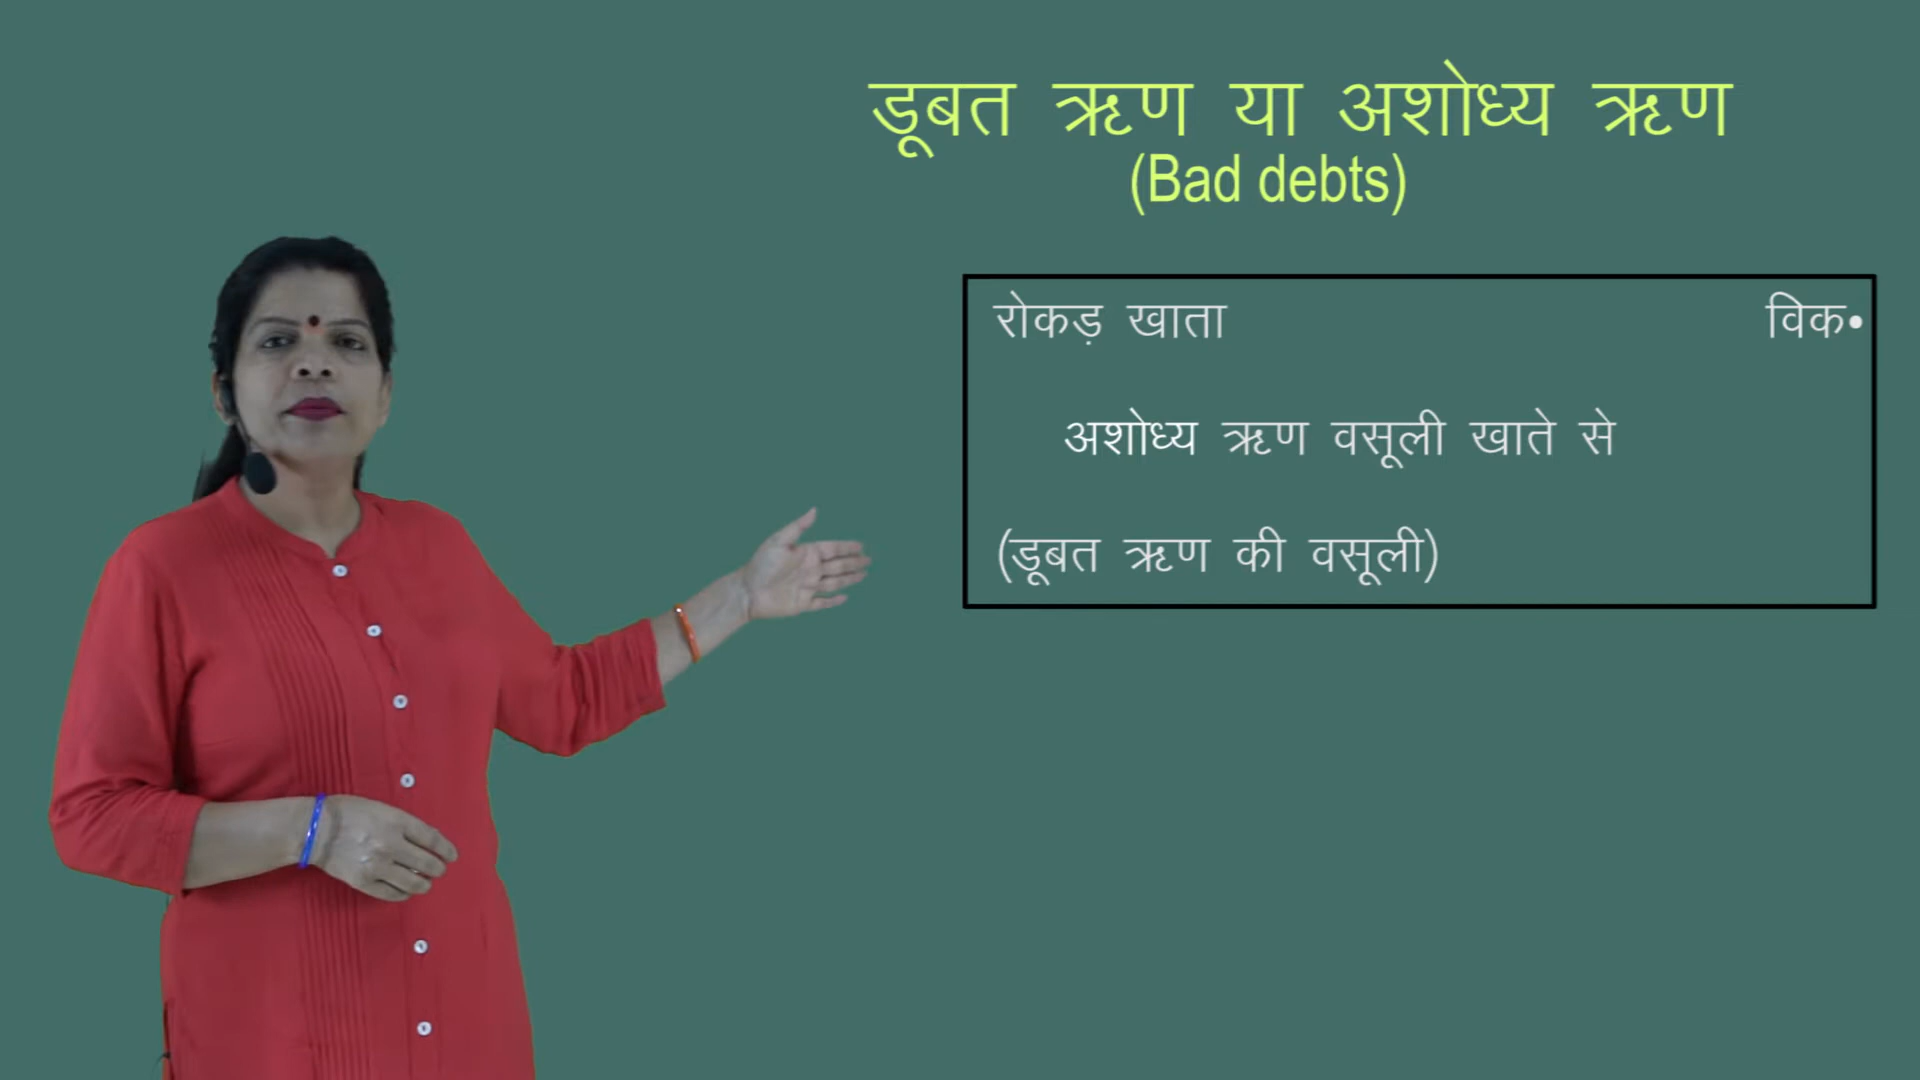 डूबत ऋण या अशोध्य ऋण
(Bad debts)
रोकड़ खाता विक•
अशोध्य ऋण वसूली खाते से
(डूबत ऋण की वसूली)